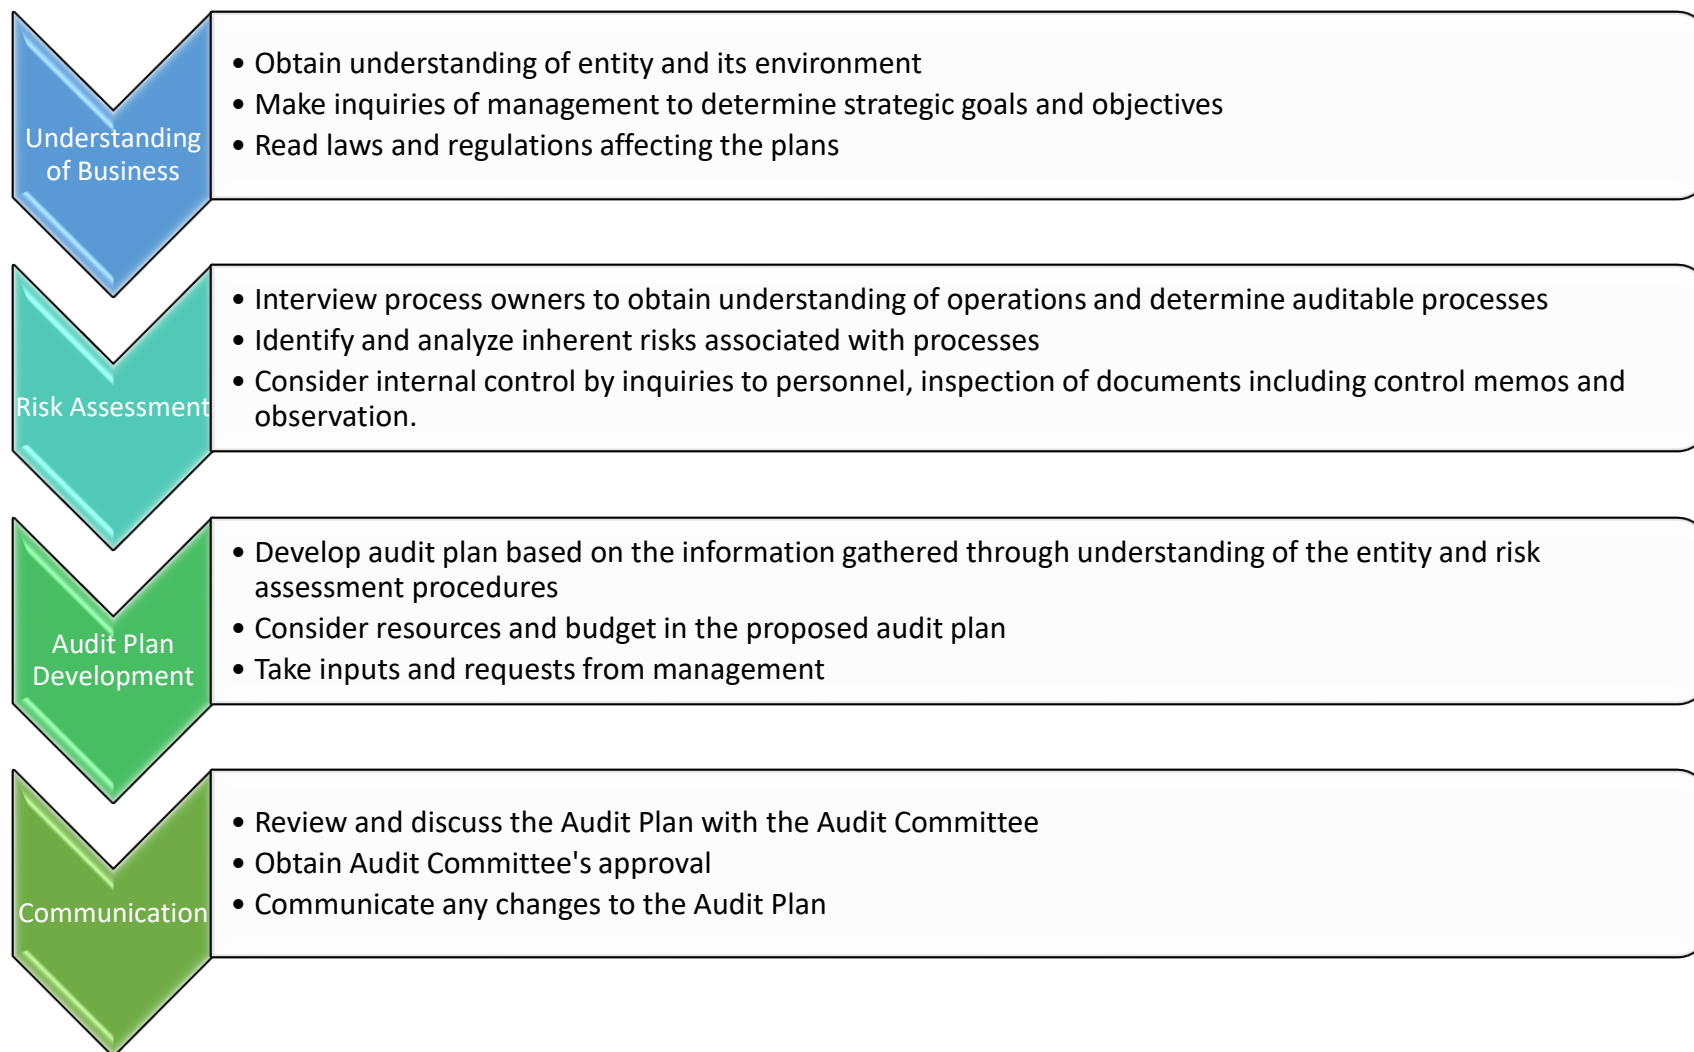 Understanding
of Business
• Obtain understanding of entity and its environment
• Make inquiries of management to determine strategic goals and objectives
• Read laws and regulations affecting the plans
Risk Assessment
• Interview process owners to obtain understanding of operations and determine auditable processes
• Identify and analyze inherent risks associated with processes
• Consider internal control by inquiries to personnel, inspection of documents including control memos and
observation.
Audit Plan
Development
• Develop audit plan based on the information gathered through understanding of the entity and risk
assessment procedures
• Consider resources and budget in the proposed audit plan
• Take inputs and requests from management
Communication
• Review and discuss the Audit Plan with the Audit Committee
• Obtain Audit Committee's approval
• Communicate any changes to the Audit Plan